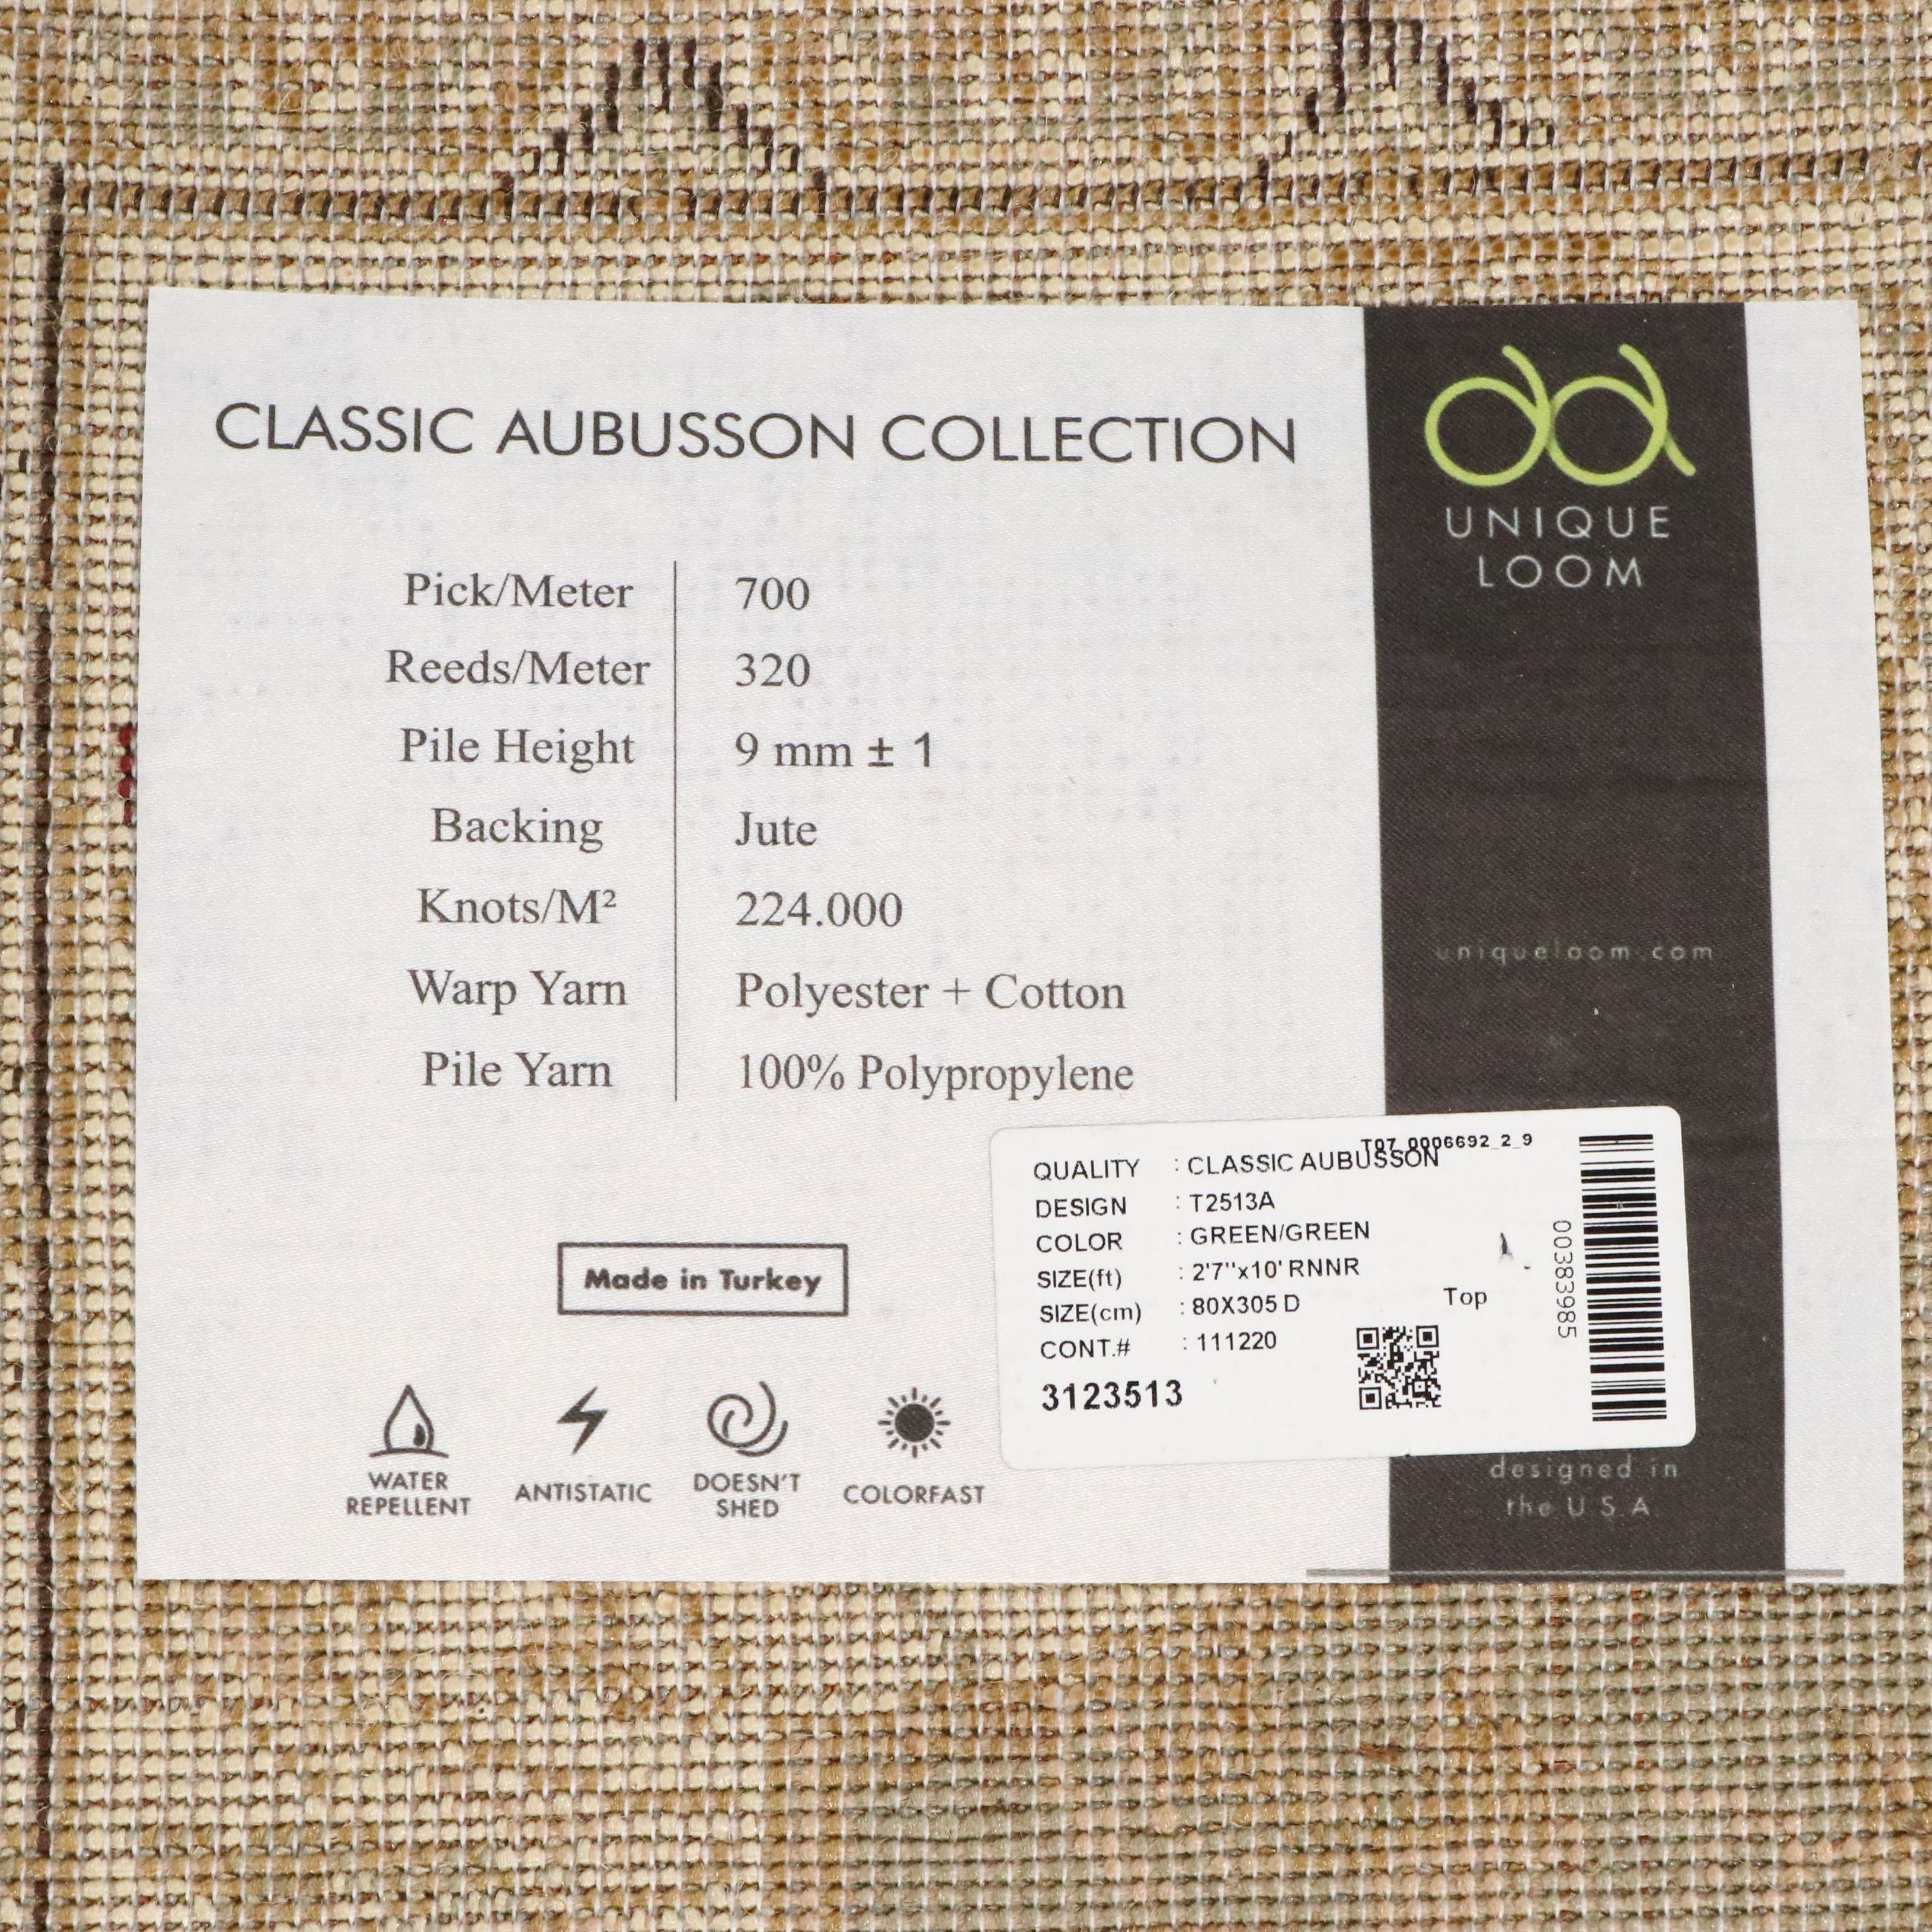 CLASSIC AUBUSSON COLLECTION
Pick/Meter 700
Reeds/Meter 320
Pile Height 9 mm ± 1
Backing Jute
Knots/M² 224.000
Warp Yarn Polyester + Cotton
Pile Yarn 100% Polypropylene
Made in Turkey
WATER
REPELLENT
ANTISTATIC
DOESN'T
SHED
COLORFAST
UNIQUE
LOOM
uniqueloom.com
T07_0006692_2_9
QUALITY : CLASSIC AUBUSSON
DESIGN : T2513A
COLOR : GREEN/GREEN
SIZE(ft) : 2'7''x10' RNNR
SIZE(cm) : 80X305 D
Top
CONT.# : 111220
3123513
00383985
designed in
the U.S.A.